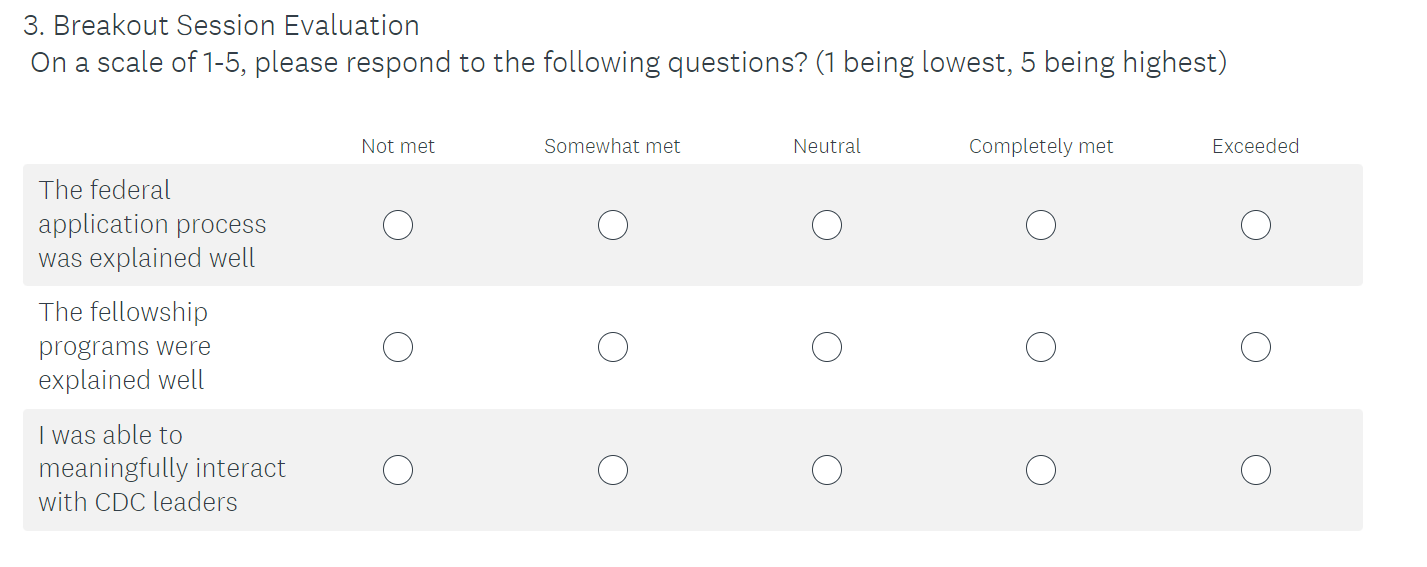 3. Breakout Session Evaluation
On a scale of 1-5, please respond to the following questions? (1 being lowest, 5 being highest)
Not met Somewhat met Neutral Completely met Exceeded
The federal
application process
was explained well
The fellowship
programs were
explained well
I was able to
meaningfully interact
with CDC leaders